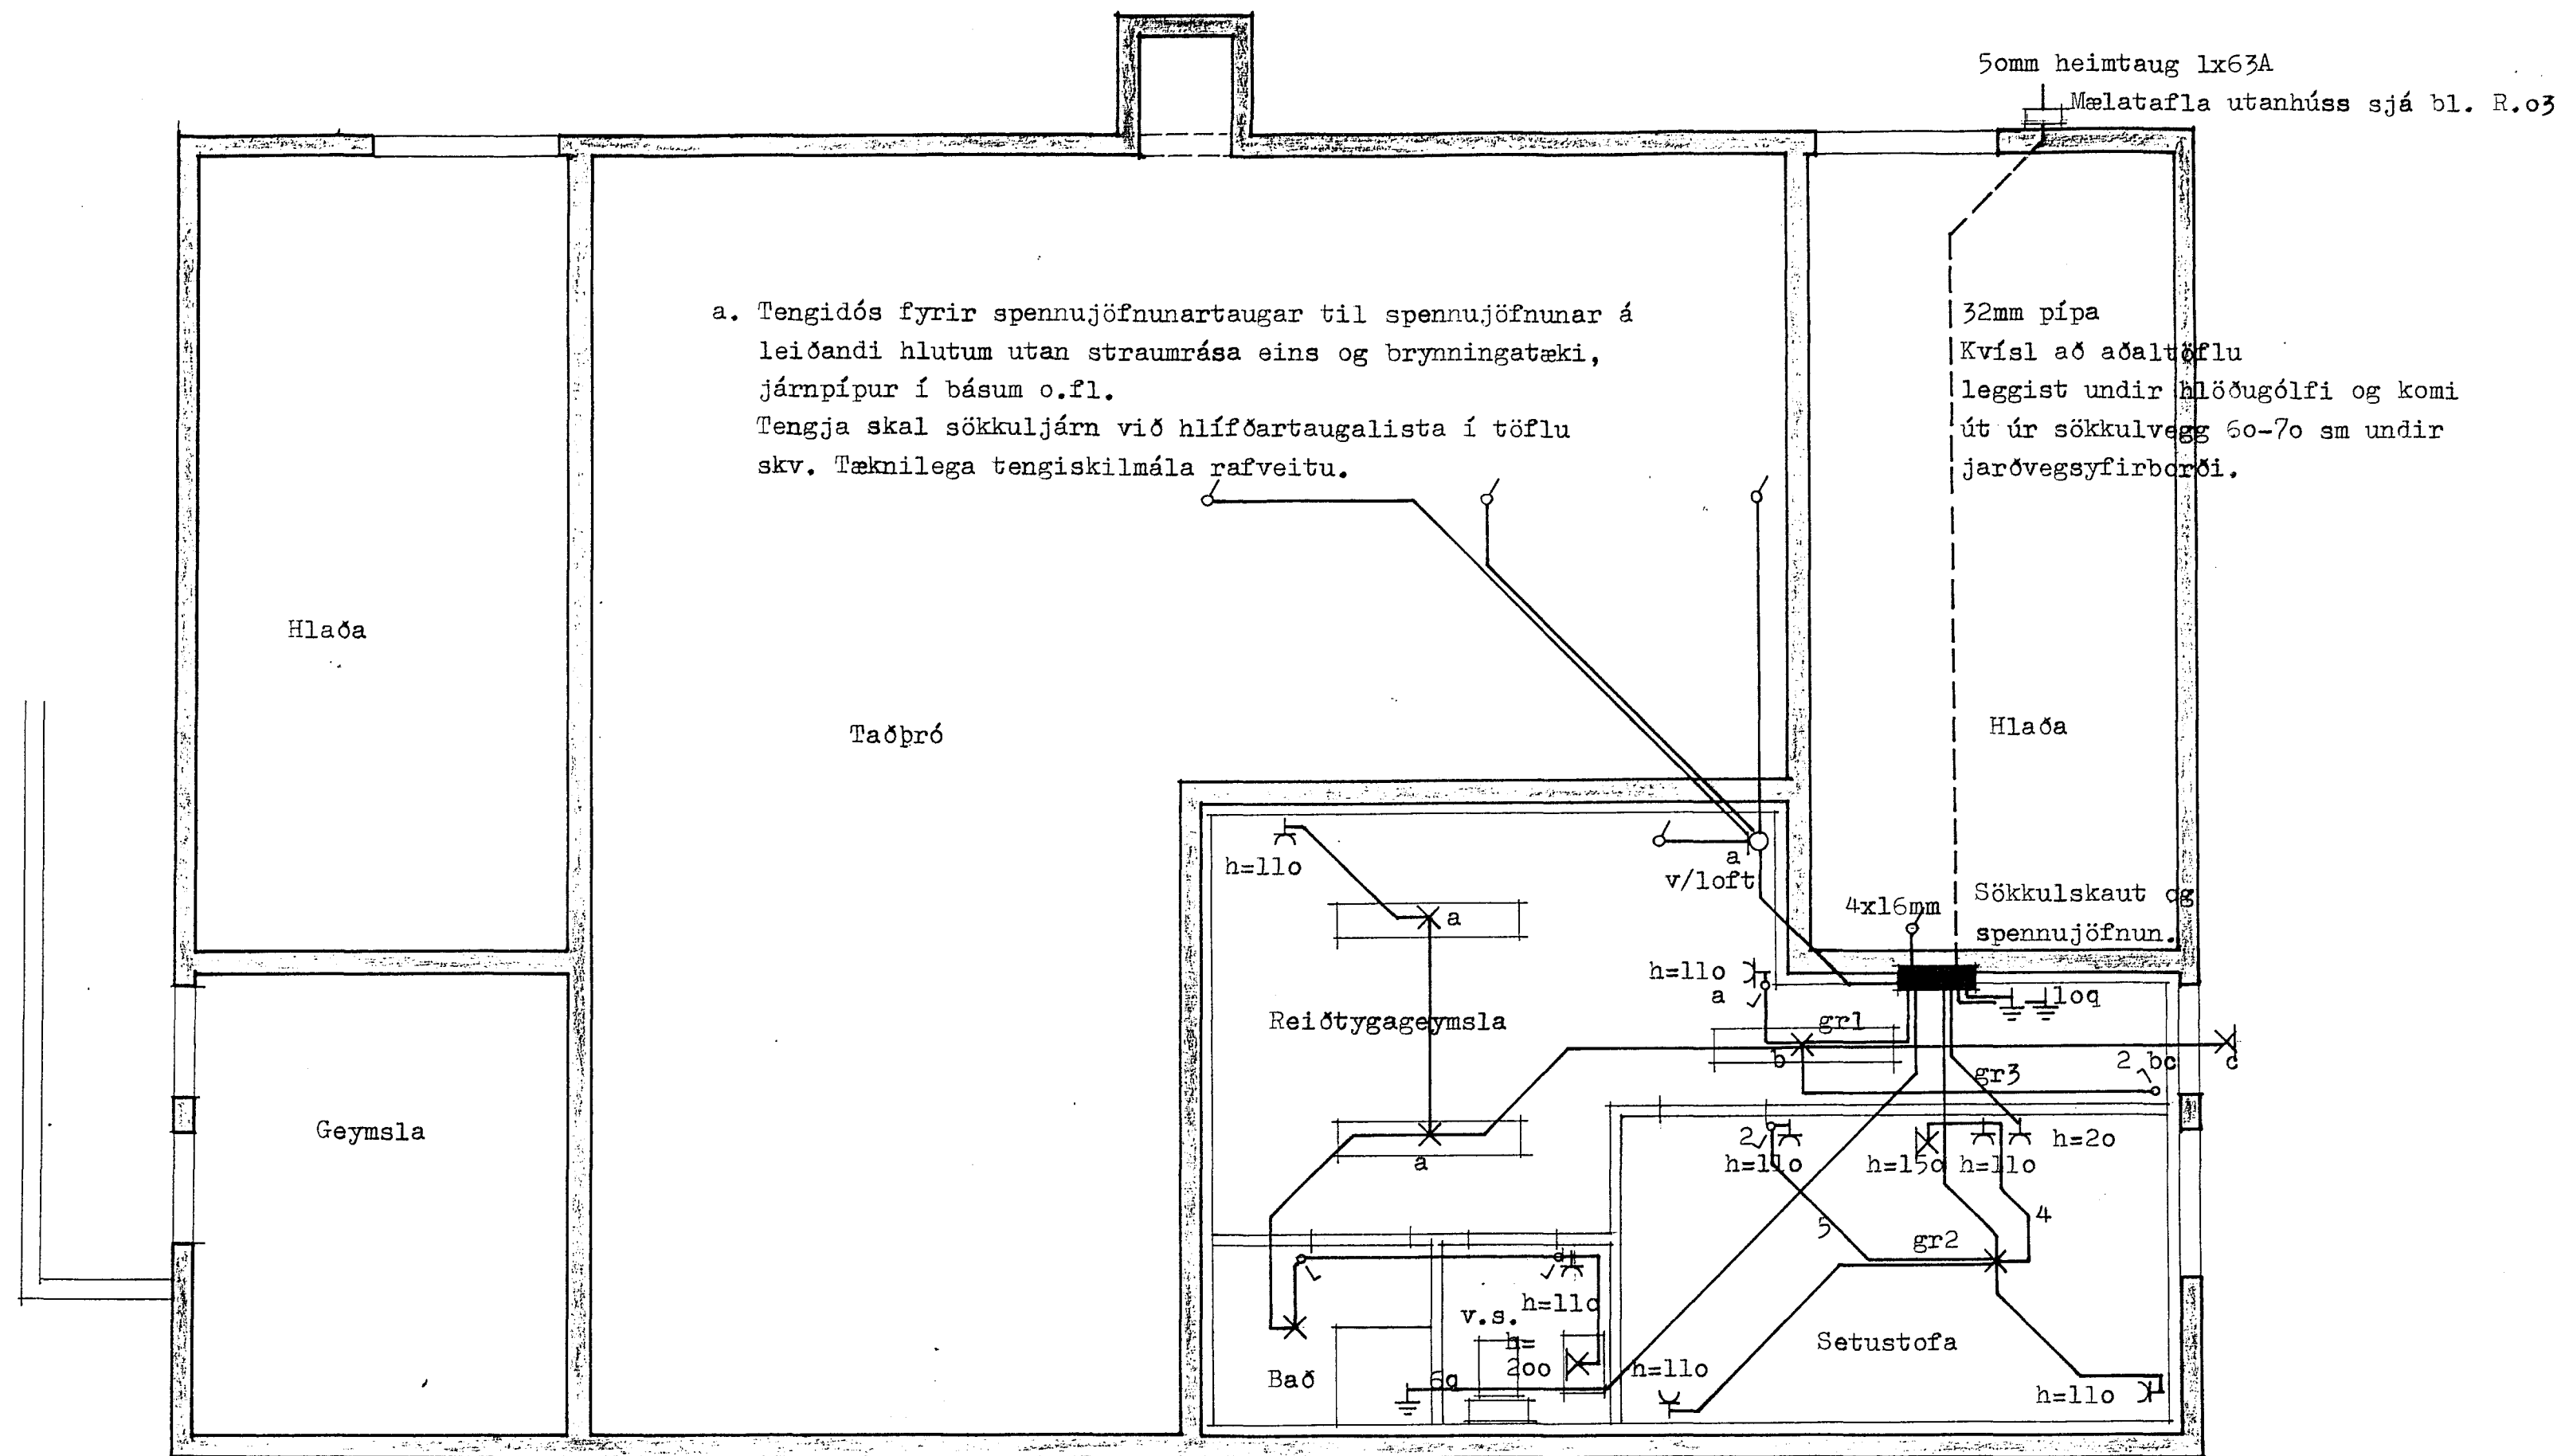 5omm heimtaug 1x63A
Mælatafla utanhúss sjá bl. R.o3
a. Tengidós fyrir spennujöfnunartaugar til spennujöfnunar á
leiðandi hlutum utan straumrása eins og brynningatæki,
járnpípur í básum o.fl.
Tengja skal sökkuljárn við hlífðartaugalista í töflu
skv. Tæknilega tengiskilmála rafveitu.
32mm pípa
Kvísl að aðaltöflu
leggist undir hlöðugólfi og komi
út úr sökkulvegg 6o-7o sm undir
jarðvegsyfirborði.
Hlaða
Taðþró
Hlaða
h=11o
a
v/loft
a
4x16mm
Sökkulskaut og
spennujöfnun.
h=11o
a
1oq
Reiðtygageymsla
gr1
b
2 bc
c
gr3
Geymsla
a
2
h=11o
h=15o
h=11o
h=2o
5
4
gr2
h=11o
v.s.
h=
2oo
Setustofa
Bað
6q
h=11o
h=11o